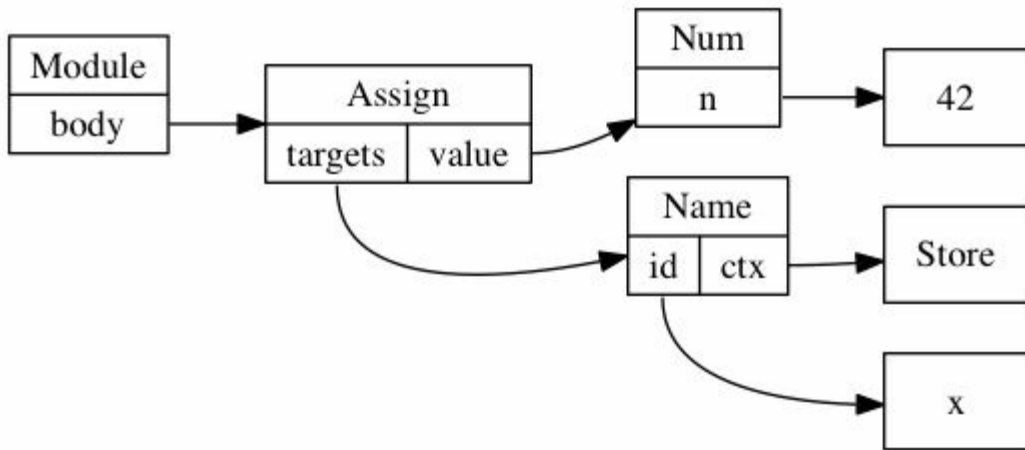 Module
body
Assign
targets value
Num
n
42
Name
id ctx
Store
x